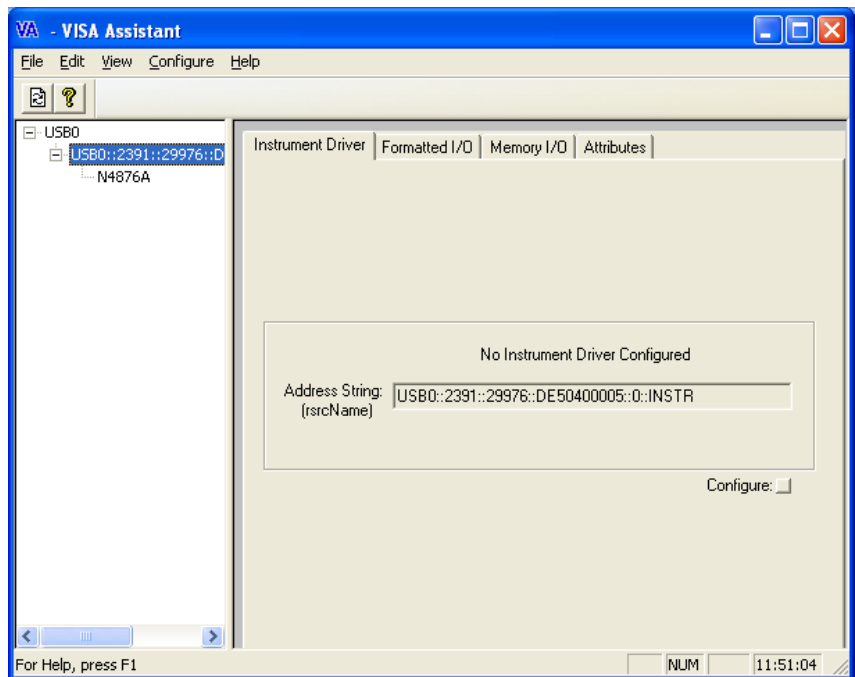 VA - VISA Assistant
File Edit View Configure Help
USB0
USB0::2391::29976::D
N4876A
Instrument Driver Formatted I/O Memory I/O Attributes
No Instrument Driver Configured
Address String: USB0::2391::29976::DE50400005::0::INSTR
(rsrcName)
Configure:
For Help, press F1 NUM 11:51:04